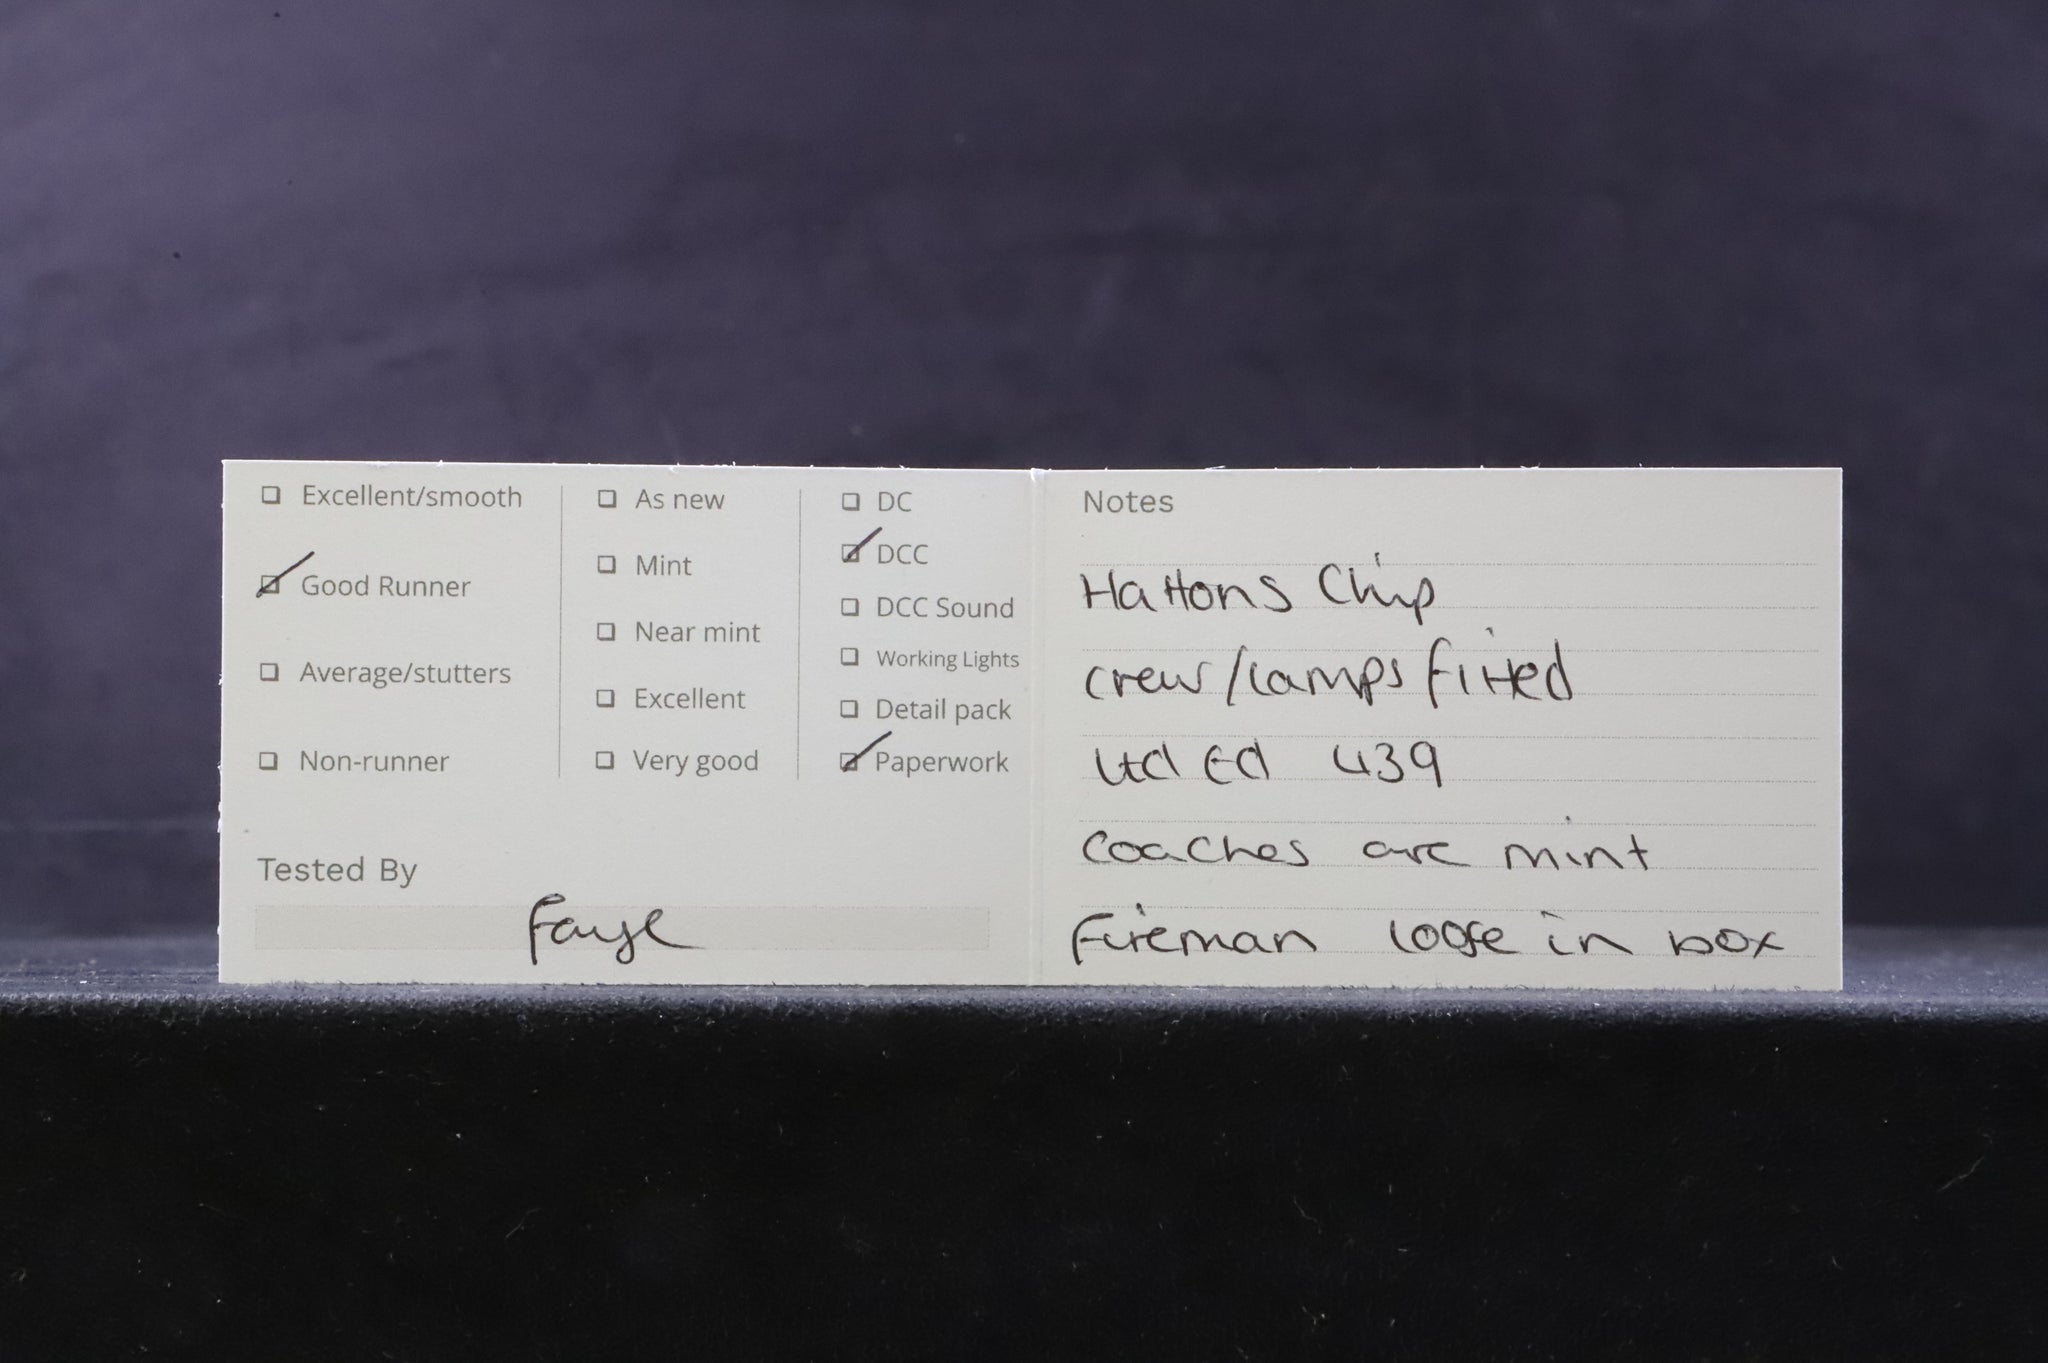 Excellent/smooth
Good Runner
Average/stutters
Non-runner
As new
Mint
Near mint
Excellent
Very good
DC
DCC
DCC Sound
Working Lights
Detail pack
Paperwork
Tested By
Faye
Notes
Hattons Chip
crew/lamps fitted
Ltd Ed 439
Coaches are mint
Fireman loose in box